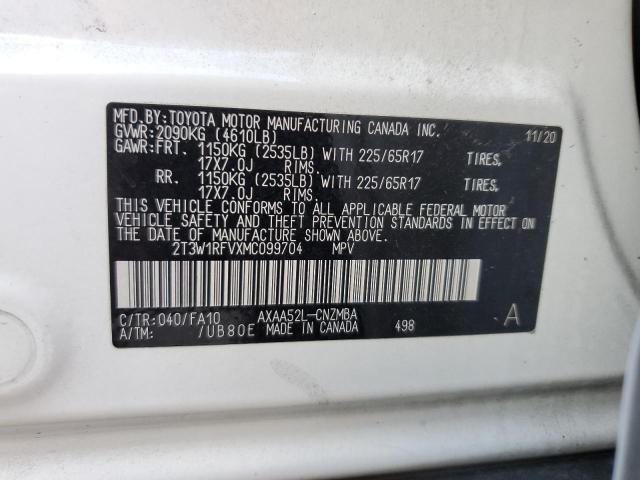 MFD.BY:TOYOTA MOTOR MANUFACTURING CANADA INC. 11/20
GVWR:2090KG (4610LB)
GAWR:FRT. 1150KG (2535LB) WITH 225/65R17 TIRES,
17X7.0J RIMS.
RR. 1150KG (2535LB) WITH 225/65R17 TIRES,
17X7.0J RIMS.
THIS VEHICLE CONFORMS TO ALL APPLICABLE FEDERAL MOTOR
VEHICLE SAFETY AND THEFT PREVENTION STANDARDS IN EFFECT ON
THE DATE OF MANUFACTURE SHOWN ABOVE.
2T3W1RFVXMC099704 MPV
C/TR:040/FA10 AXAA52L-CNZMBA
A/TM: /UB80E MADE IN CANADA 498 A